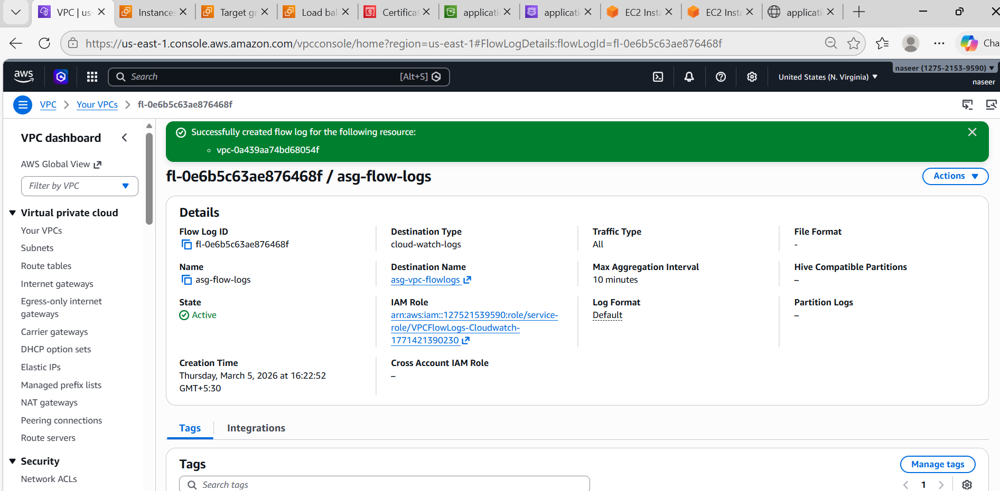 VPC | us-
Instances
Target gr
Load bal
Certificat
applicati
applicati
EC2 Insta
EC2 Insta
applicati
https://us-east-1.console.aws.amazon.com/vpcconsole/home?region=us-east-1#FlowLogDetails:flowLogId=fl-0e6b5c63ae876468f
Cha
aws
Search
[Alt+S]
United States (N. Virginia)
naseer (1275-2153-9590)
naseer
VPC
Your VPCs
fl-0e6b5c63ae876468f
VPC dashboard
AWS Global View
Filter by VPC
Virtual private cloud
Your VPCs
Subnets
Route tables
Internet gateways
Egress-only internet
gateways
Carrier gateways
DHCP option sets
Elastic IPs
Managed prefix lists
NAT gateways
Peering connections
Route servers
Security
Network ACLs
Successfully created flow log for the following resource:
vpc-0a439aa74bd68054f
fl-0e6b5c63ae876468f / asg-flow-logs
Actions
Details
Flow Log ID
fl-0e6b5c63ae876468f
Destination Type
cloud-watch-logs
Traffic Type
All
File Format
-
Name
asg-flow-logs
Destination Name
asg-vpc-flowlogs
Max Aggregation Interval
10 minutes
Hive Compatible Partitions
–
State
Active
IAM Role
arn:aws:iam::127521539590:role/service-
role/VPCFlowLogs-Cloudwatch-
1771421390230
Log Format
Default
Partition Logs
–
Creation Time
Thursday, March 5, 2026 at 16:22:52
GMT+5:30
Cross Account IAM Role
–
Tags
Integrations
Tags
Manage tags
Search tags
1